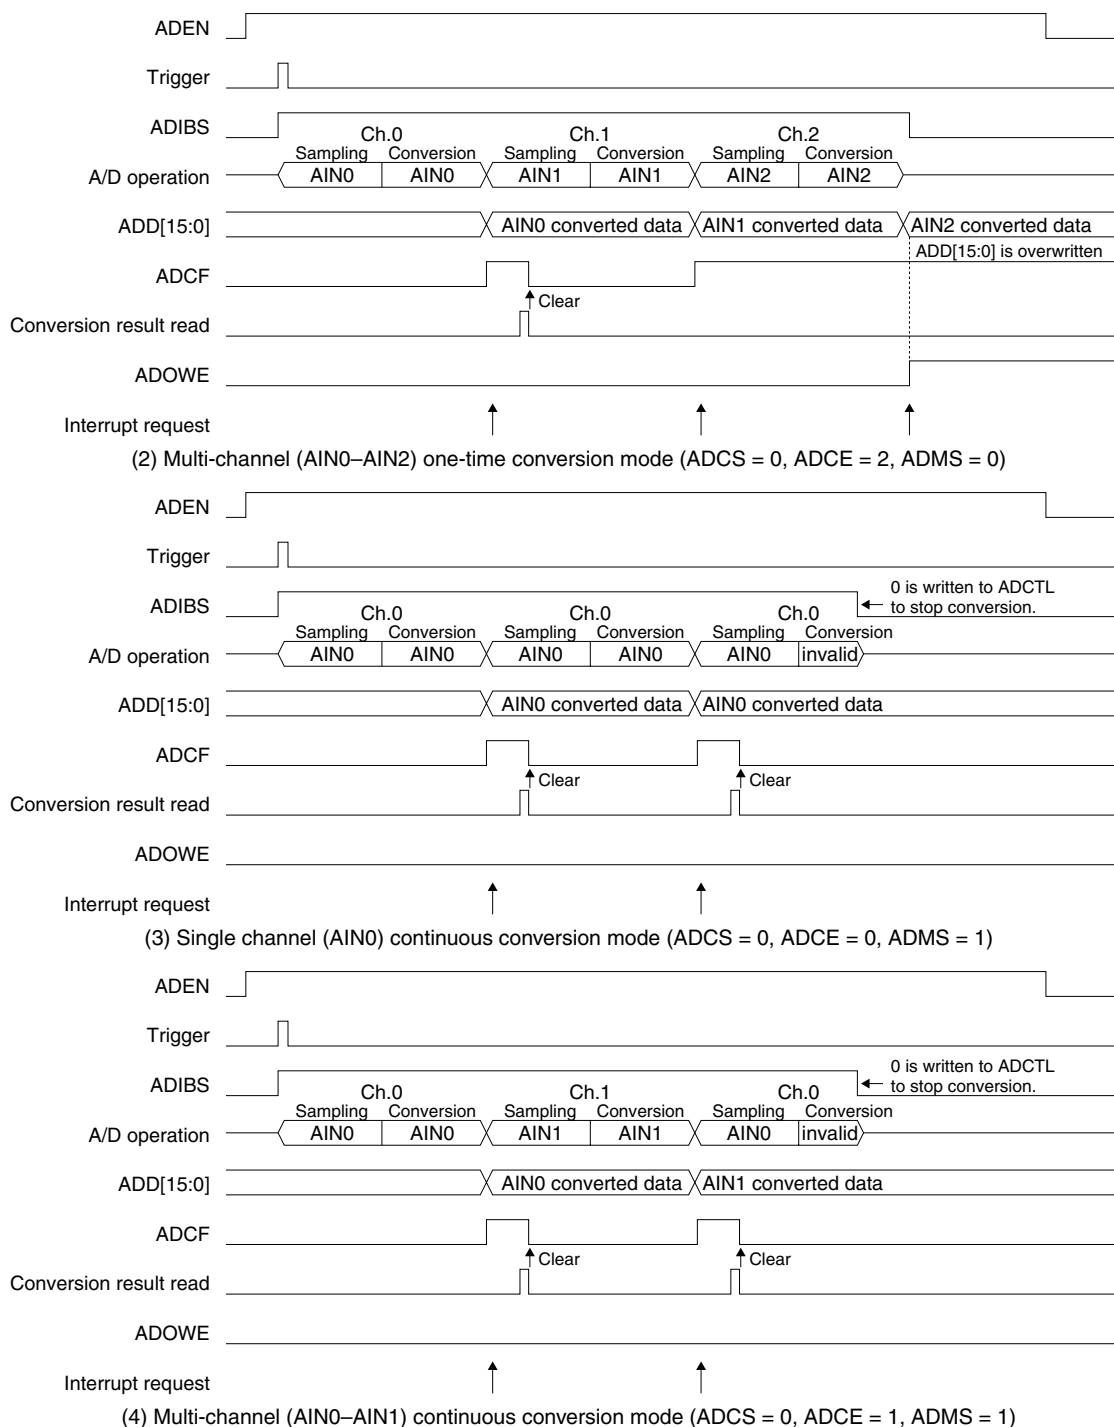 ADEN
Trigger
ADIBS
Ch.0 Ch.1 Ch.2
Sampling Conversion Sampling Conversion Sampling Conversion
A/D operation AIN0 AIN0 AIN1 AIN1 AIN2 AIN2
ADD[15:0] AIN0 converted data AIN1 converted data AIN2 converted data
ADD[15:0] is overwritten
ADCF
Clear
Conversion result read
ADOWE
Interrupt request
(2) Multi-channel (AIN0–AIN2) one-time conversion mode (ADCS = 0, ADCE = 2, ADMS = 0)
ADEN
Trigger
0 is written to ADCTL
ADIBS to stop conversion.
Ch.0 Ch.0 Ch.0
Sampling Conversion Sampling Conversion Sampling Conversion
A/D operation AIN0 AIN0 AIN0 AIN0 AIN0 invalid
ADD[15:0] AIN0 converted data AIN0 converted data
ADCF
Clear Clear
Conversion result read
ADOWE
Interrupt request
(3) Single channel (AIN0) continuous conversion mode (ADCS = 0, ADCE = 0, ADMS = 1)
ADEN
Trigger
0 is written to ADCTL
ADIBS to stop conversion.
Ch.0 Ch.1 Ch.0
Sampling Conversion Sampling Conversion Sampling Conversion
A/D operation AIN0 AIN0 AIN1 AIN1 AIN0 invalid
ADD[15:0] AIN0 converted data AIN1 converted data
ADCF
Clear Clear
Conversion result read
ADOWE
Interrupt request
(4) Multi-channel (AIN0–AIN1) continuous conversion mode (ADCS = 0, ADCE = 1, ADMS = 1)